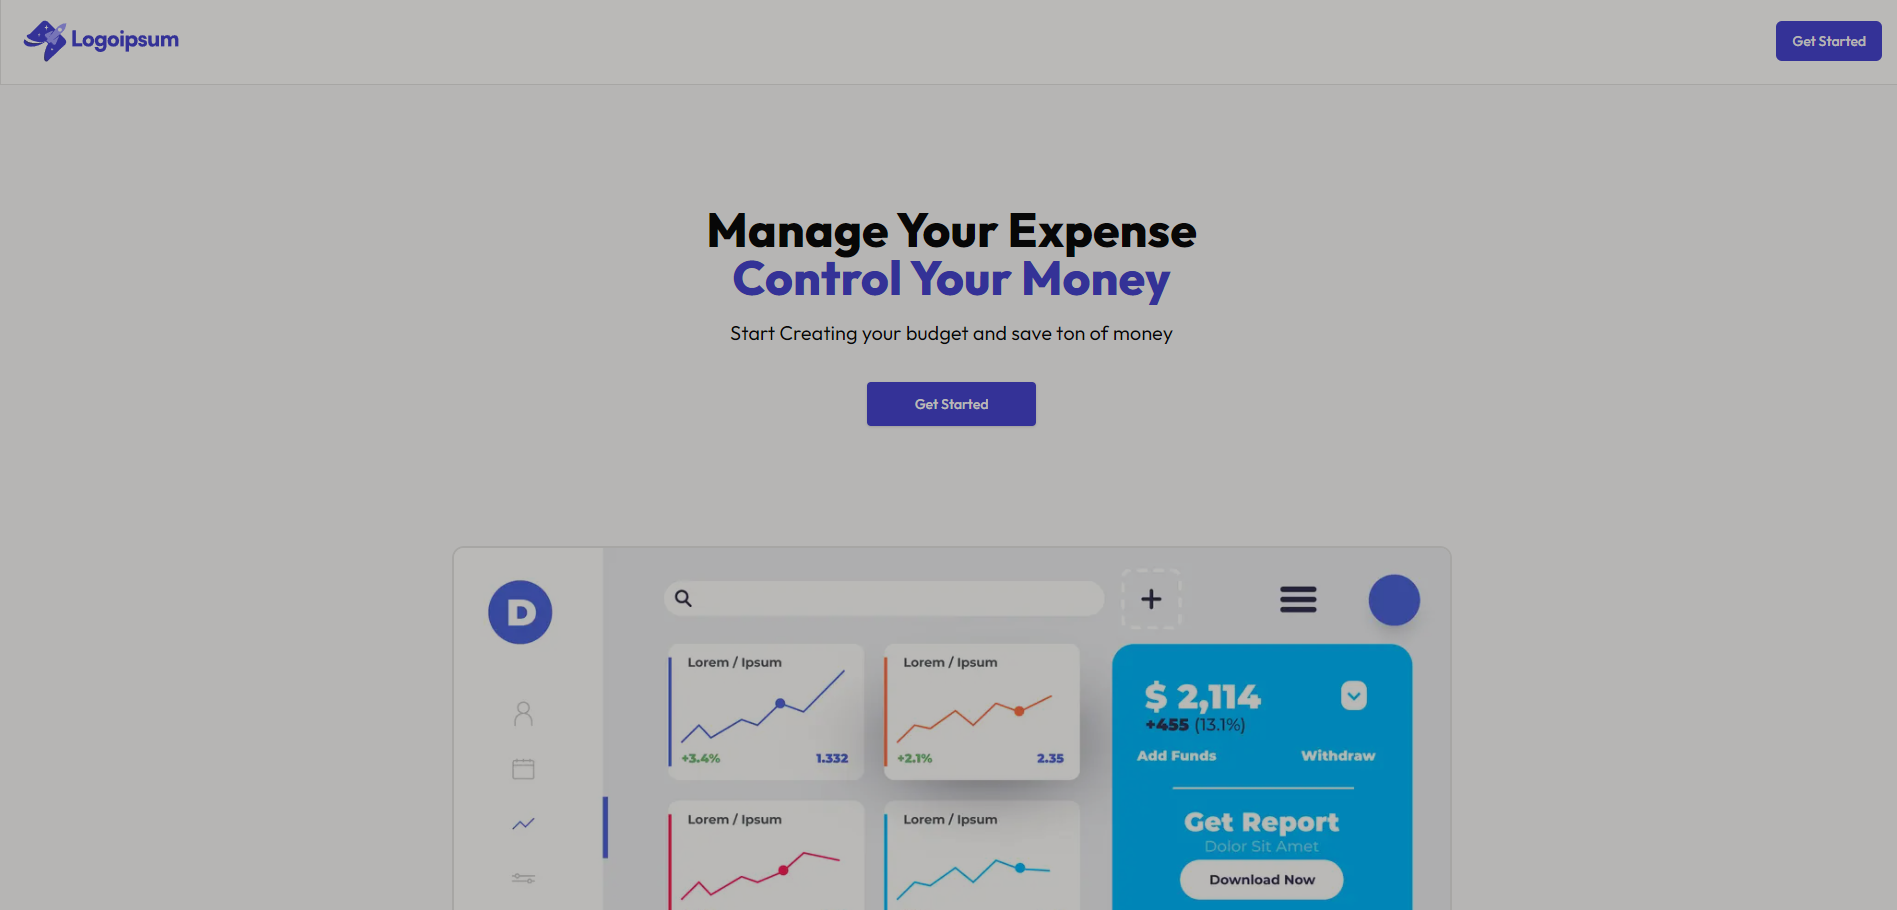 Logoipsum
Get Started
Manage Your Expense
Control Your Money
Start Creating your budget and save ton of money
Get Started
D
Lorem / Ipsum
+3.4% 1.332
Lorem / Ipsum
+2.1% 2.35
$ 2,114
+455 (13.1%)
Add Funds Withdraw
Lorem / Ipsum
Lorem / Ipsum
Get Report
Dolor Sit Amet
Download Now